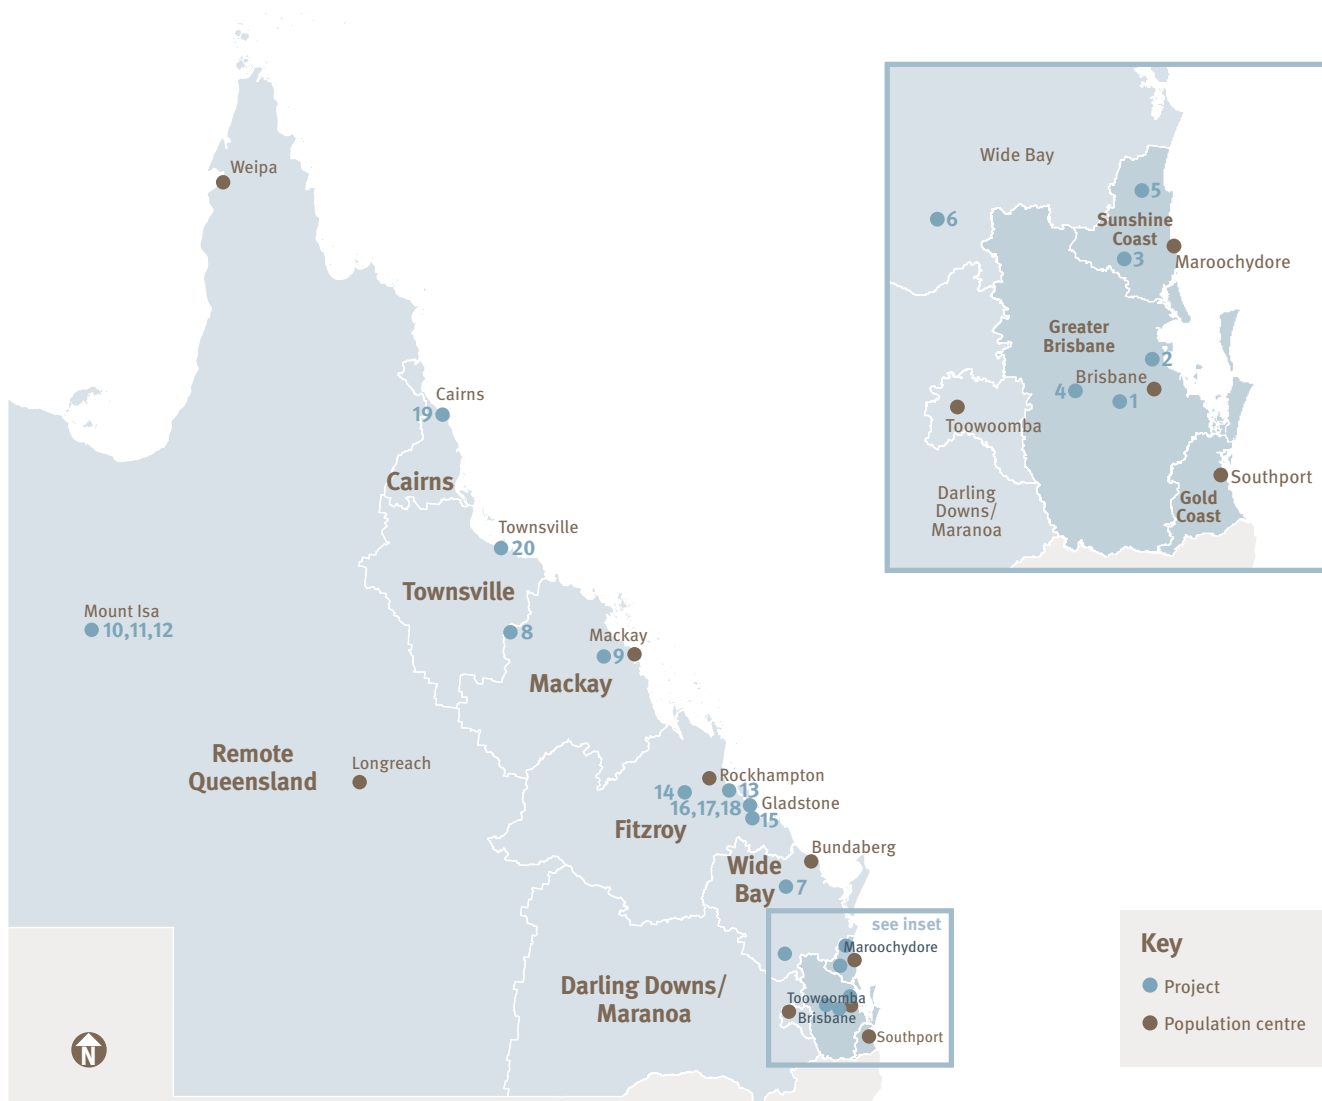 Weipa
Cairns
19
Cairns
Townsville
20
Townsville
Mount Isa
10,11,12
8
Mackay
9
Mackay
Remote
Queensland
Longreach
Rockhampton
14
13
16,17,18
Gladstone
15
Fitzroy
Bundaberg
Wide
Bay
7
see inset
Maroochydore
Toowoomba
Brisbane
Southport
Darling Downs/
Maranoa
N
Wide Bay
5
6
Sunshine
Coast
3
Maroochydore
Greater
Brisbane
2
Brisbane
4
1
Toowoomba
Southport
Darling
Downs/
Maranoa
Gold
Coast
Key
Project
Population centre